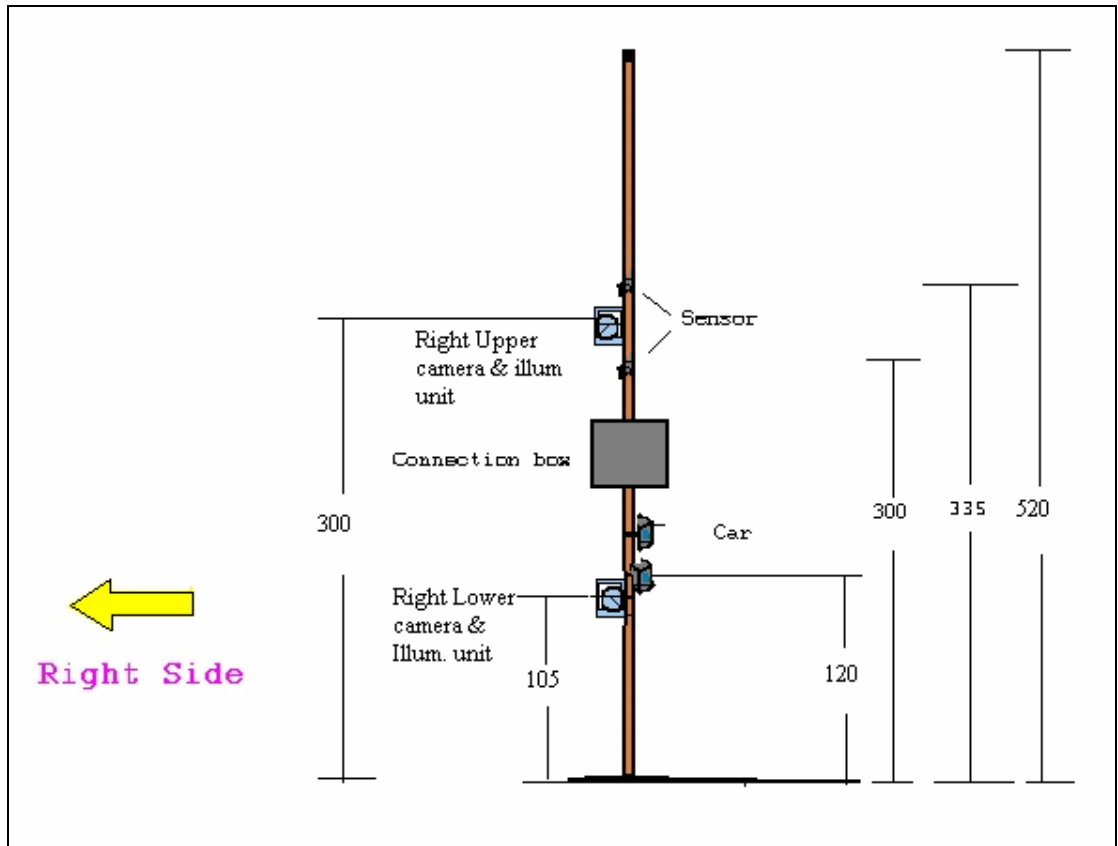 Sensor
Right Upper
camera & illum
unit
Connection box
300
300
335
520
Car
Right Lower
camera &
Illum. unit
105
120
Right Side